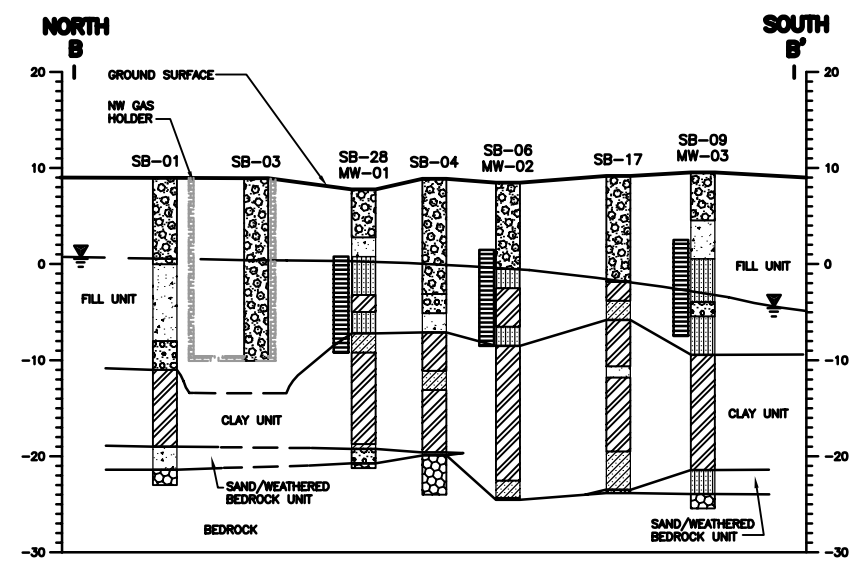 NORTH
B
SOUTH
B'
20
20
GROUND SURFACE
NW GAS
HOLDER
10
SB-01
SB-03
SB-28
MW-01
SB-04
SB-06
MW-02
SB-17
SB-09
MW-03
10
0
0
FILL UNIT
FILL UNIT
-10
-10
CLAY UNIT
CLAY UNIT
-20
-20
SAND/WEATHERED
BEDROCK UNIT
BEDROCK
SAND/WEATHERED
BEDROCK UNIT
-30
-30